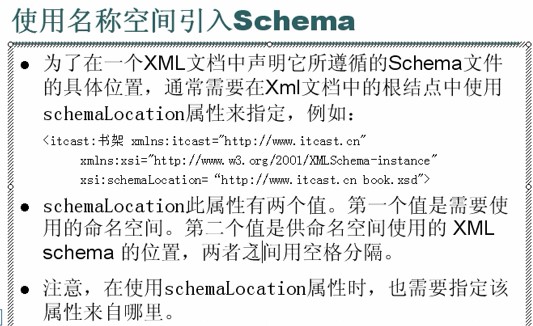 使用名称空间引入Schema
● 为了在一个XML文档中声明它所遵循的Schema文件
的具体位置，通常需要在Xml文档中的根结点中使用
schemaLocation属性来指定，例如：
<itcast:书架 xmlns:itcast="http://www.itcast.cn"
xmlns:xsi="http://www.w3.org/2001/XMLSchema-instance"
xsi:schemaLocation=“http://www.itcast.cn book.xsd">
● schemaLocation此属性有两个值。第一个值是需要使
用的命名空间。第二个值是供命名空间使用的 XML
schema 的位置，两者之间用空格分隔。
● 注意，在使用schemaLocation属性时，也需要指定该
属性来自哪里。